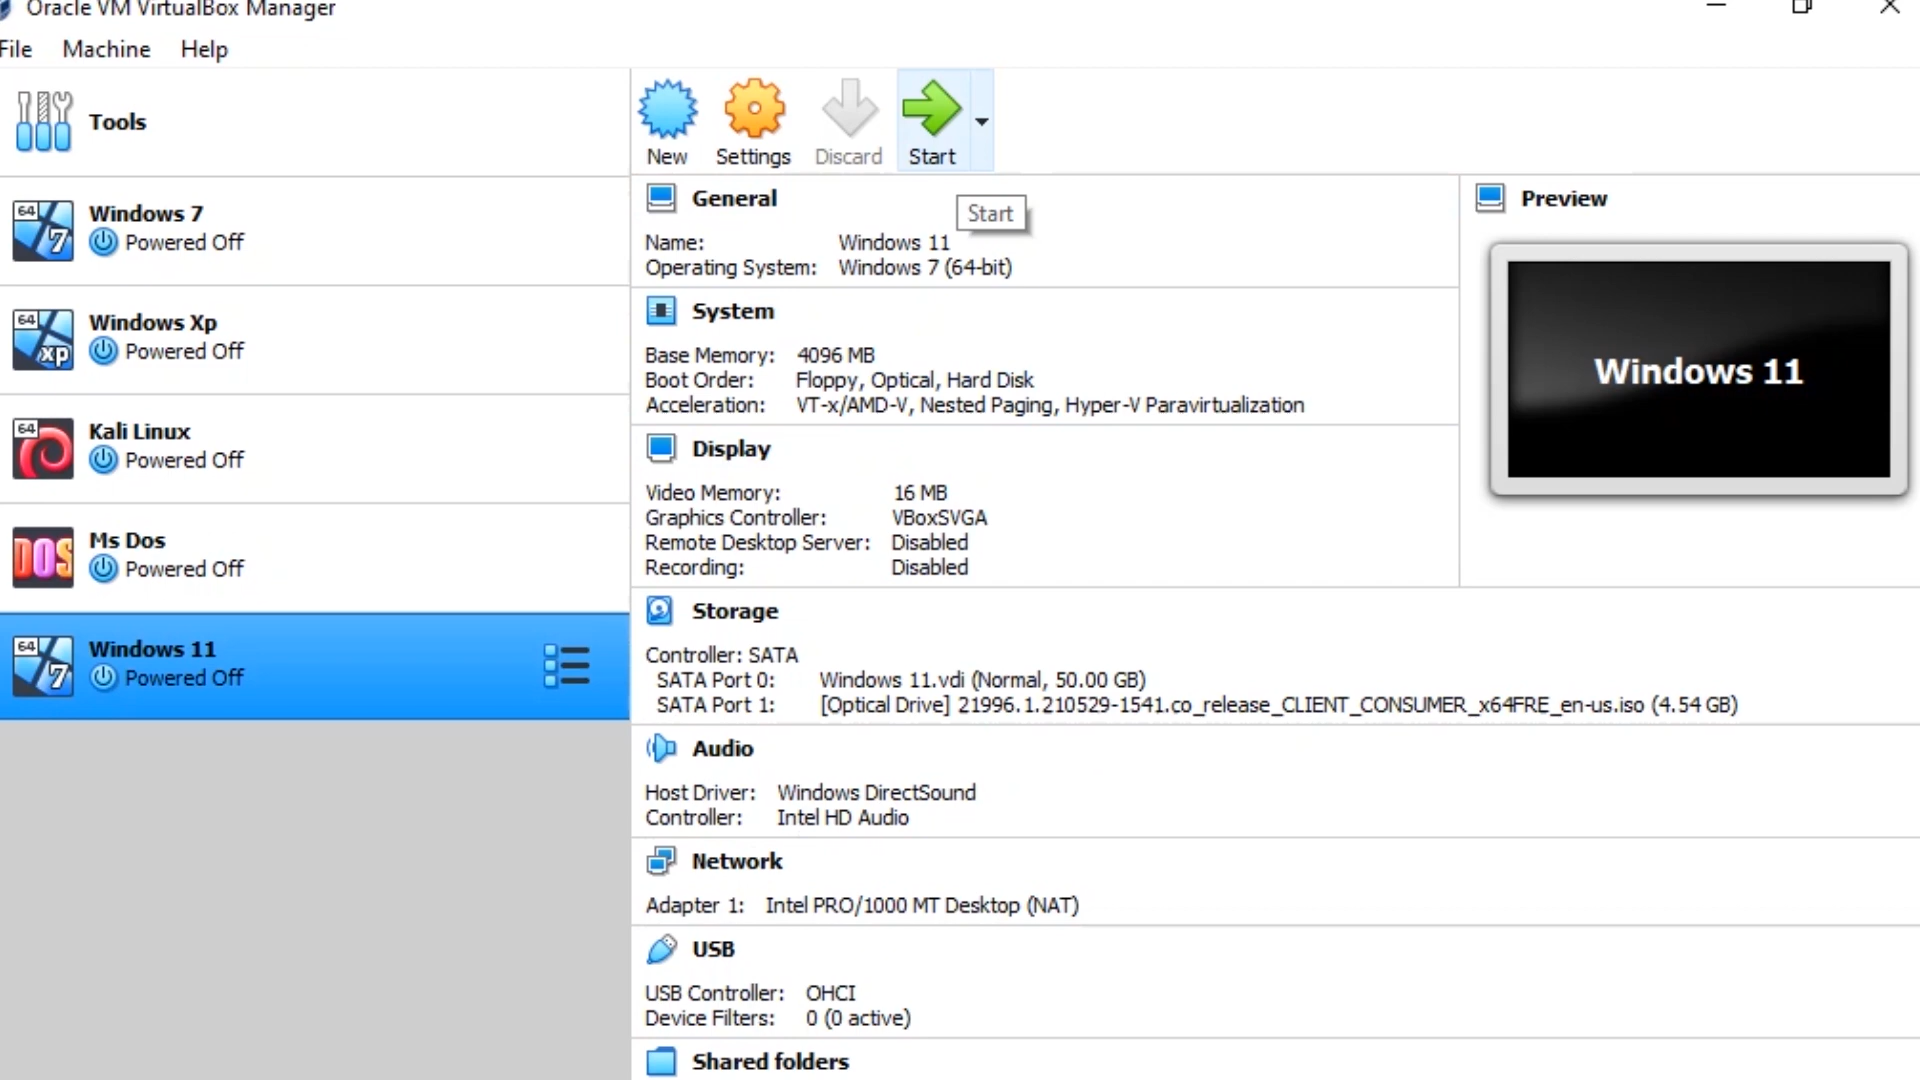 Oracle VM VirtualBox Manager
File Machine Help
Tools
New Settings Discard Start
64 7 Windows 7
Powered Off
64 xp Windows Xp
Powered Off
64 Kali Linux
Powered Off
DOS Ms Dos
Powered Off
64 7 Windows 11
Powered Off
General
Start
Name: Windows 11
Operating System: Windows 7 (64-bit)
System
Base Memory: 4096 MB
Boot Order: Floppy, Optical, Hard Disk
Acceleration: VT-x/AMD-V, Nested Paging, Hyper-V Paravirtualization
Display
Video Memory: 16 MB
Graphics Controller: VBoxSVGA
Remote Desktop Server: Disabled
Recording: Disabled
Preview
Windows 11
Storage
Controller: SATA
SATA Port 0: Windows 11.vdi (Normal, 50.00 GB)
SATA Port 1: [Optical Drive] 21996.1.210529-1541.co_release_CLIENT_CONSUMER_x64FRE_en-us.iso (4.54 GB)
Audio
Host Driver: Windows DirectSound
Controller: Intel HD Audio
Network
Adapter 1: Intel PRO/1000 MT Desktop (NAT)
USB
USB Controller: OHCI
Device Filters: 0 (0 active)
Shared folders